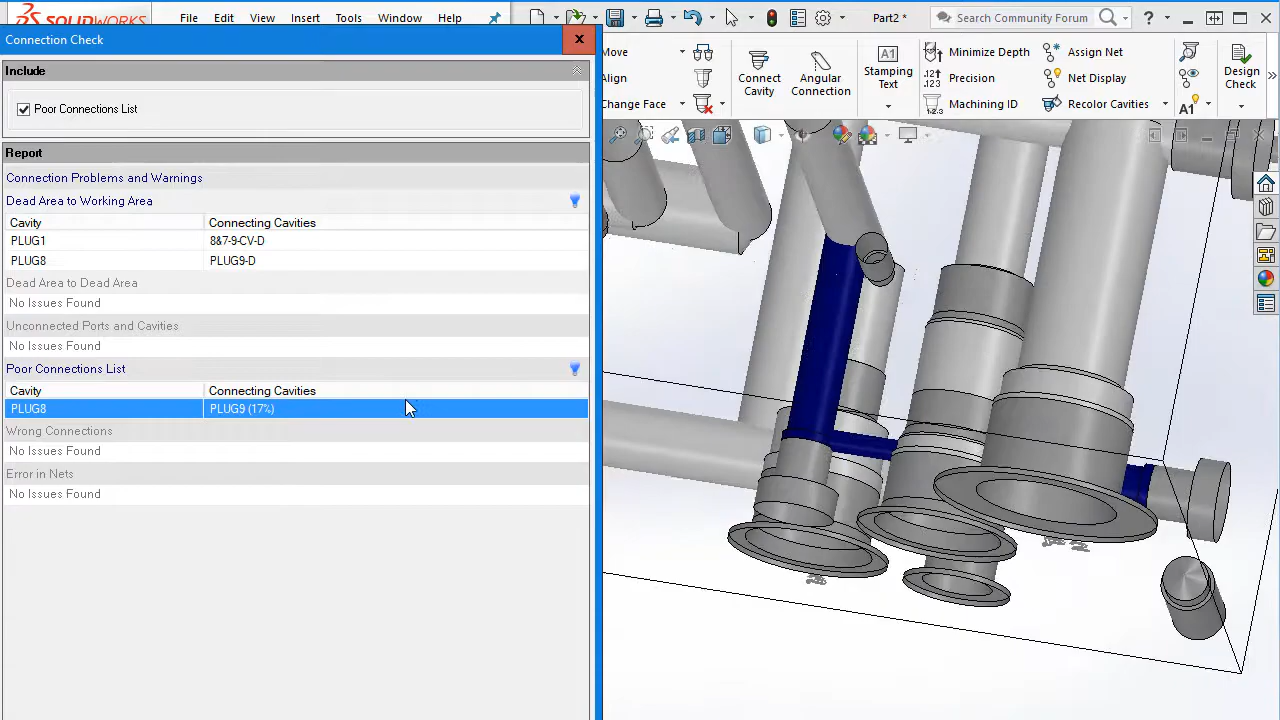 SOLIDWORKS
File Edit View Insert Tools Window Help
Part2 *
Search Community Forum
?
Connection Check
Include
Poor Connections List
Report
Connection Problems and Warnings
Dead Area to Working Area
Cavity Connecting Cavities
PLUG1 8&7-9-CV-D
PLUG8 PLUG9-D
Dead Area to Dead Area
No Issues Found
Unconnected Ports and Cavities
No Issues Found
Poor Connections List
Cavity Connecting Cavities
PLUG8 PLUG9 (17%)
Wrong Connections
No Issues Found
Error in Nets
No Issues Found
Move
Align
Change Face
Connect
Cavity
Angular
Connection
Stamping
Text
Minimize Depth
Precision
Machining ID
Assign Net
Net Display
Recolor Cavities
Design
Check